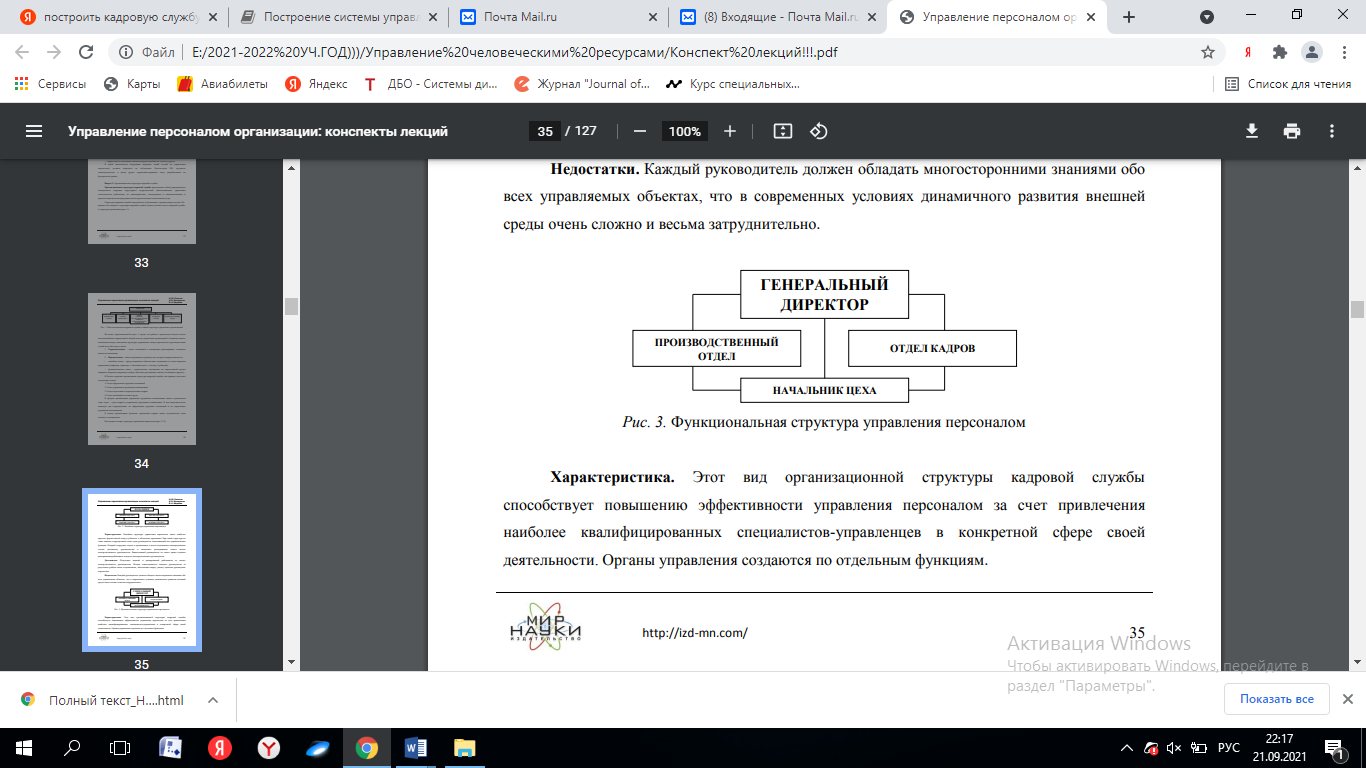 построить кадровую службу
Построение системы управл
Почта Mail.ru
(8) Входящие - Почта Mail.ru
Управление персоналом ор
Файл
E:/2021-2022%20УЧ.ГОД)))/Управление%20человеческими%20ресурсами/Конспект%20лекций!!!.pdf
Сервисы
Карты
Авиабилеты
Яндекс
ДБО - Системы ди...
Журнал "Journal of...
Курс специальных...
Список для чтения
Управление персоналом организации: конспекты лекций
35 / 127
100%
33
34
35
Недостатки. Каждый руководитель должен обладать многосторонними знаниями обо
всех управляемых объектах, что в современных условиях динамичного развития внешней
среды очень сложно и весьма затруднительно.
ГЕНЕРАЛЬНЫЙ
ДИРЕКТОР
ПРОИЗВОДСТВЕННЫЙ
ОТДЕЛ
ОТДЕЛ КАДРОВ
НАЧАЛЬНИК ЦЕХА
Рис. 3. Функциональная структура управления персоналом
Характеристика. Этот вид организационной структуры кадровой службы
способствует повышению эффективности управления персоналом за счет привлечения
наиболее квалифицированных специалистов-управленцев в конкретной сфере своей
деятельности. Органы управления создаются по отдельным функциям.
МИР
НАУКИ
ИЗДАТЕЛЬСТВО
http://izd-mn.com/
35
Активация Windows
Чтобы активировать Windows, перейдите в
раздел "Параметры".
Полный текст_Н....html
Показать все
РУС
22:17
21.09.2021
1